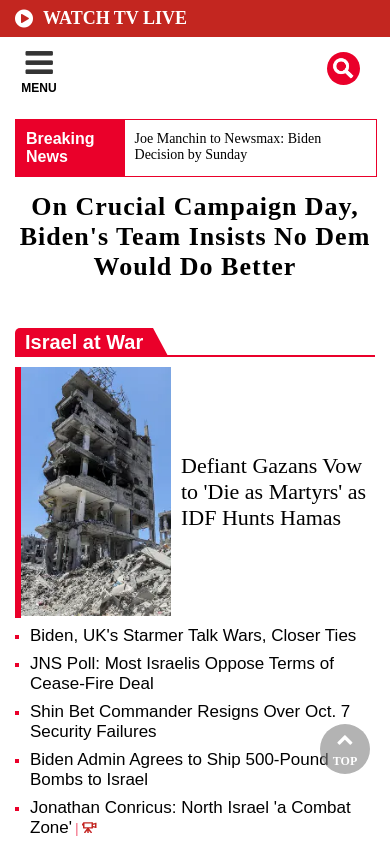 WATCH TV LIVE
MENU
Breaking
News
Joe Manchin to Newsmax: Biden
Decision by Sunday
On Crucial Campaign Day,
Biden's Team Insists No Dem
Would Do Better
Israel at War
Defiant Gazans Vow
to 'Die as Martyrs' as
IDF Hunts Hamas
Biden, UK's Starmer Talk Wars, Closer Ties
JNS Poll: Most Israelis Oppose Terms of
Cease-Fire Deal
Shin Bet Commander Resigns Over Oct. 7
Security Failures
Biden Admin Agrees to Ship 500-Pound
Bombs to Israel
TOP
Jonathan Conricus: North Israel 'a Combat
Zone' |